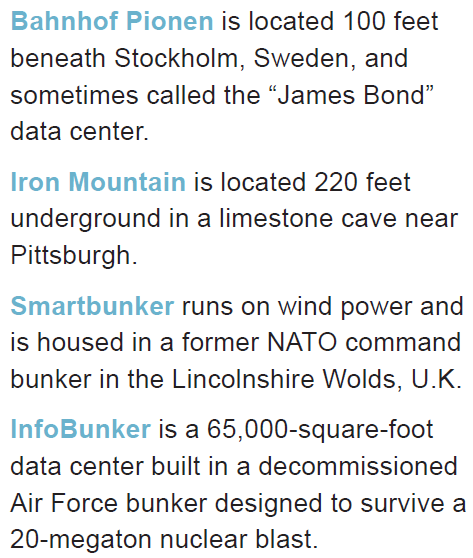 Bahnhof Pionen is located 100 feet
beneath Stockholm, Sweden, and
sometimes called the “James Bond”
data center.
Iron Mountain is located 220 feet
underground in a limestone cave near
Pittsburgh.
Smartbunker runs on wind power and
is housed in a former NATO command
bunker in the Lincolnshire Wolds, U.K.
InfoBunker is a 65,000-square-foot
data center built in a decommissioned
Air Force bunker designed to survive a
20-megaton nuclear blast.